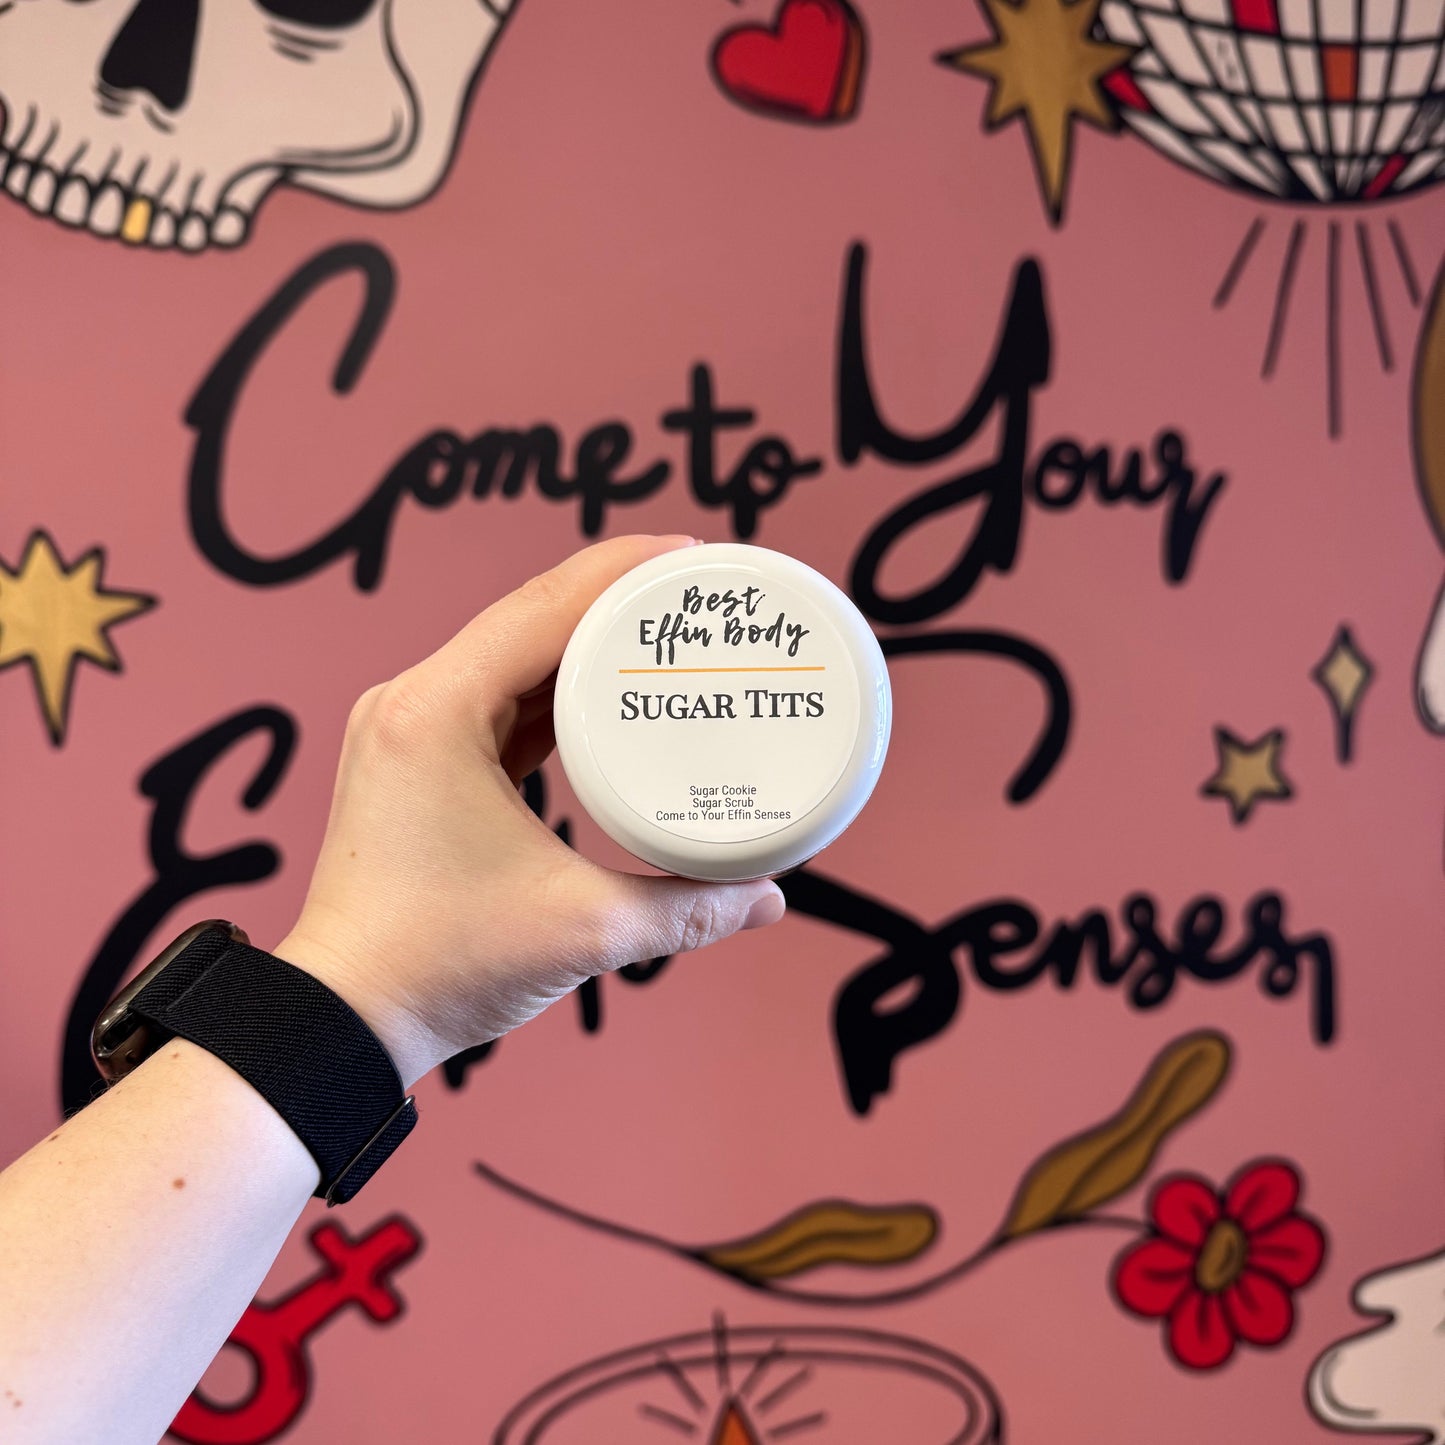 Come to Your
Senses,
Best
Effin Body
SUGAR TITS
Sugar Cookie
Sugar Scrub
Come to Your Effin Senses